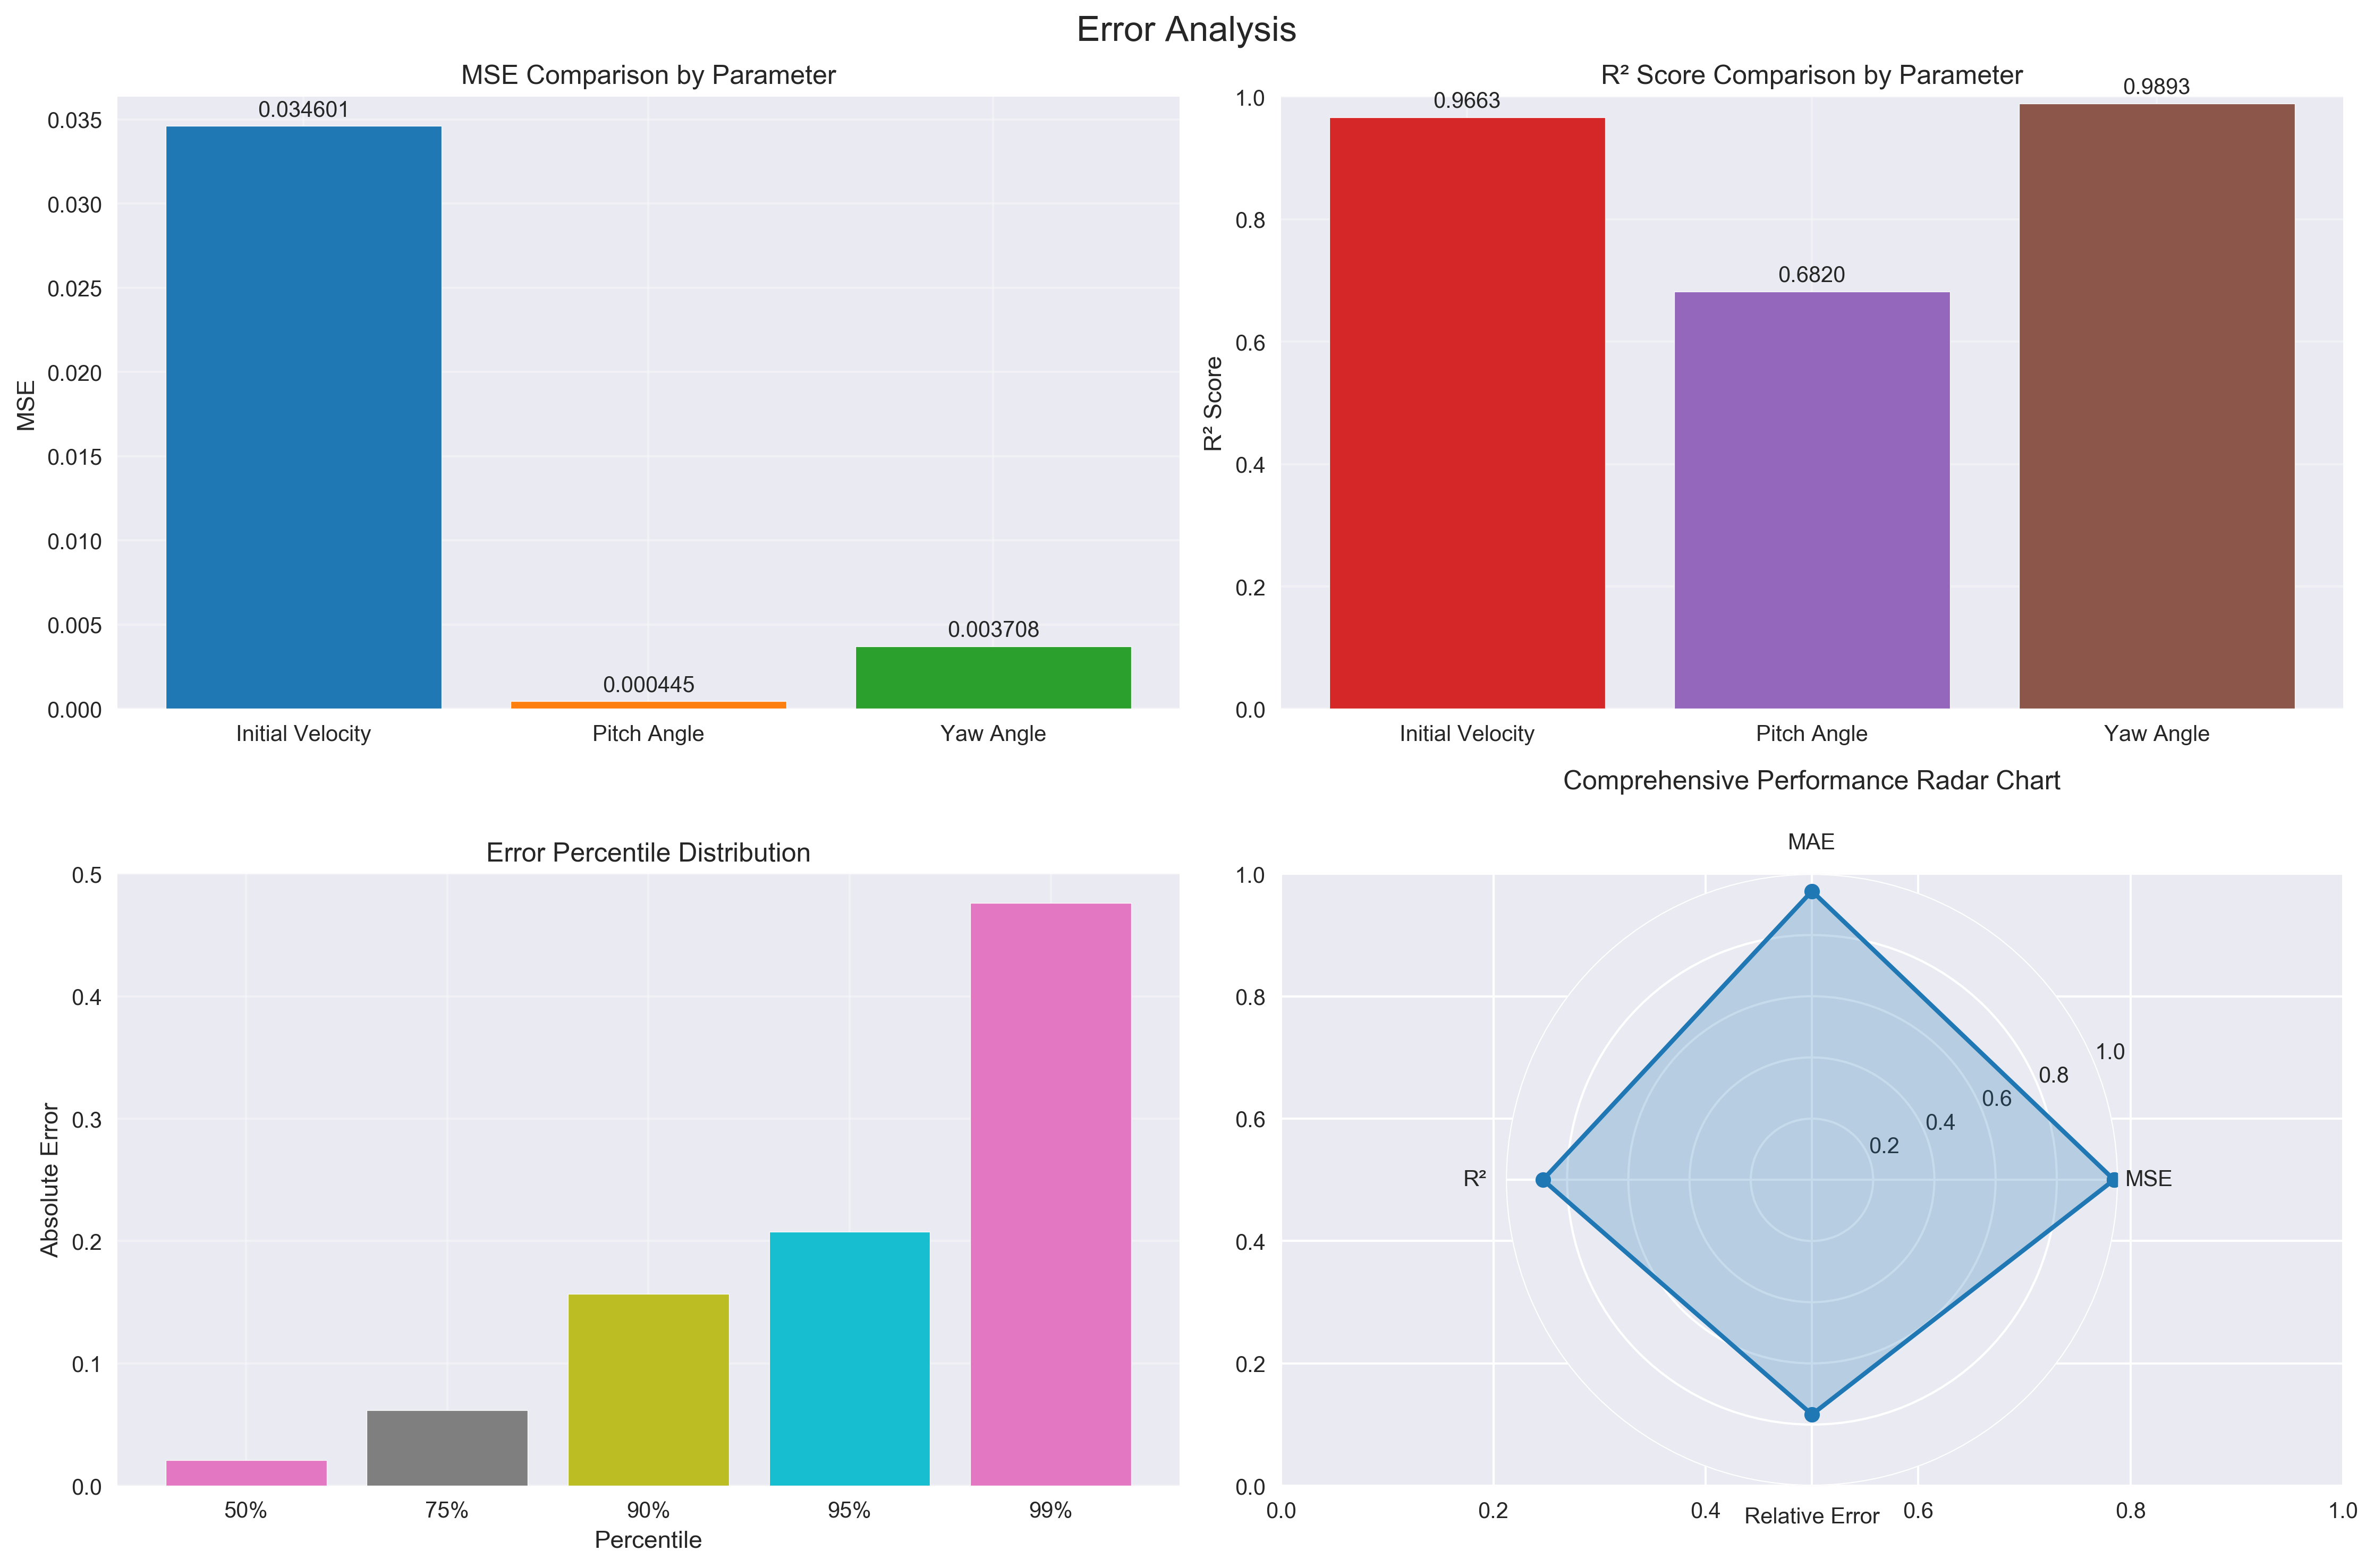 Error Analysis
MSE Comparison by Parameter
MSE
0.035
0.030
0.025
0.020
0.015
0.010
0.005
0.000
0.034601
0.000445
0.003708
Initial Velocity
Pitch Angle
Yaw Angle
R² Score Comparison by Parameter
R² Score
1.0
0.8
0.6
0.4
0.2
0.0
0.9663
0.6820
0.9893
Initial Velocity
Pitch Angle
Yaw Angle
Error Percentile Distribution
Absolute Error
0.5
0.4
0.3
0.2
0.1
0.0
50%
75%
90%
95%
99%
Percentile
Comprehensive Performance Radar Chart
MAE
1.0
0.8
0.6
0.4
0.2
0.0
R²
MSE
1.0
0.8
0.6
0.4
0.2
0.0
0.2
0.4
0.6
0.8
1.0
Relative Error